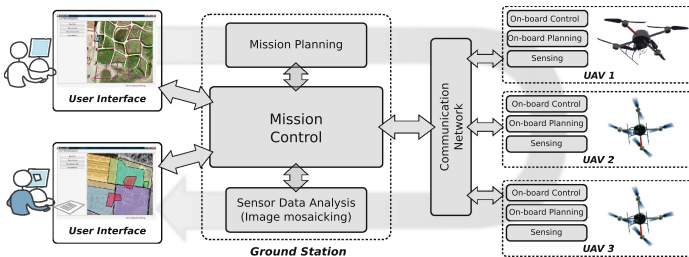 User Interface
User Interface
Mission Planning
Mission
Control
Sensor Data Analysis
(Image mosaicking)
Ground Station
Communication
Network
On-board Control
On-board Planning
Sensing
UAV 1
On-board Control
On-board Planning
Sensing
UAV 2
On-board Control
On-board Planning
Sensing
UAV 3